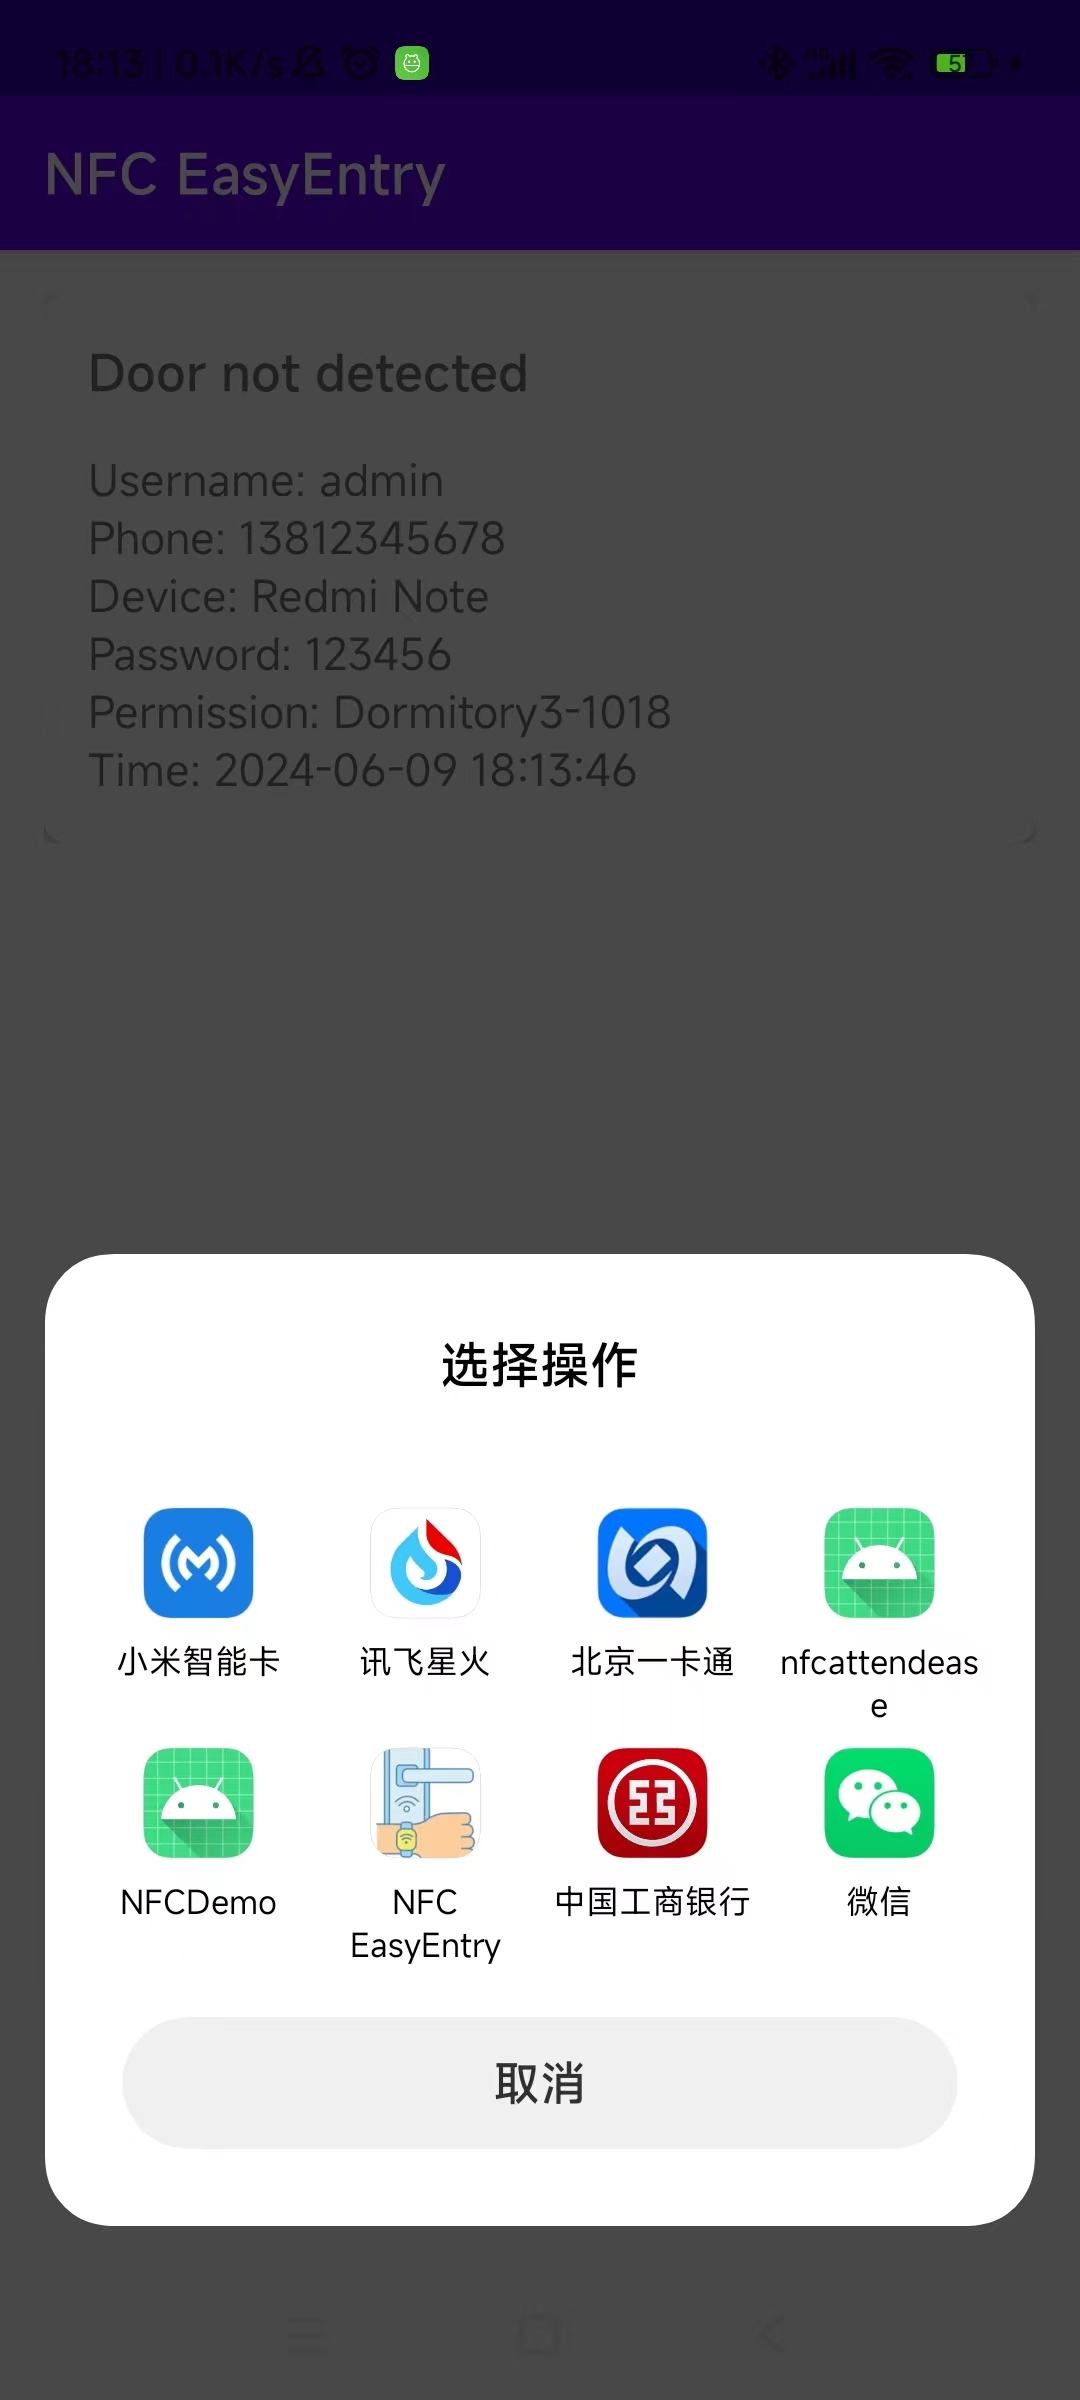 18:13 | 0.1K/s
5
NFC EasyEntry
Door not detected
Username: admin
Phone: 13812345678
Device: Redmi Note
Password: 123456
Permission: Dormitory3-1018
Time: 2024-06-09 18:13:46
选择操作
小米智能卡
讯飞星火
北京一卡通
nfcattendeas
e
NFCDemo
NFC
EasyEntry
中国工商银行
微信
取消